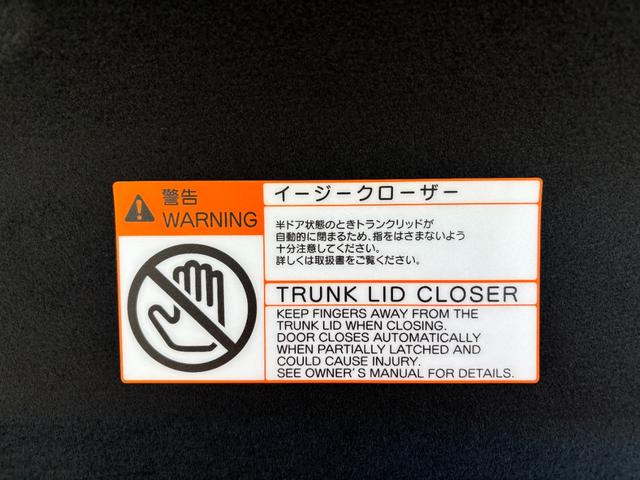 警告
WARNING
イージークローザー
半ドア状態のときトランクリッドが
自動的に閉まるため、指をはさまないよう
十分注意してください。
詳しくは取扱書をご覧ください。
TRUNK LID CLOSER
KEEP FINGERS AWAY FROM THE
TRUNK LID WHEN CLOSING.
DOOR CLOSES AUTOMATICALLY
WHEN PARTIALLY LATCHED AND
COULD CAUSE INJURY.
SEE OWNER'S MANUAL FOR DETAILS.